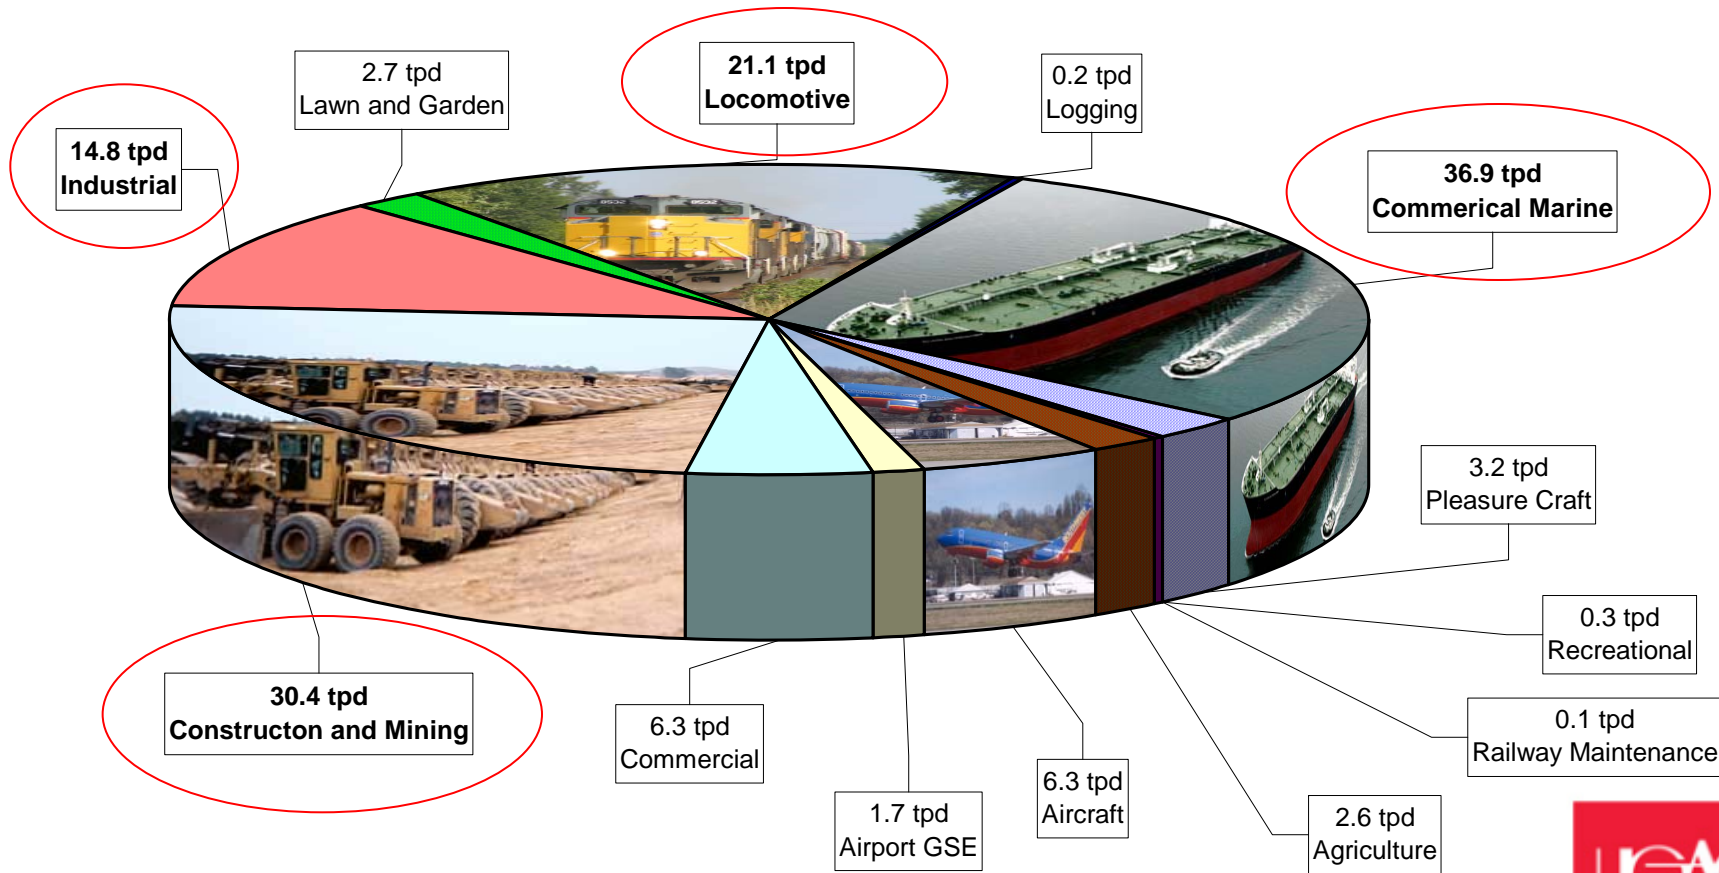 2.7 tpd
Lawn and Garden
21.1 tpd
Locomotive
0.2 tpd
Logging
14.8 tpd
Industrial
36.9 tpd
Commerical Marine
3.2 tpd
Pleasure Craft
0.3 tpd
Recreational
0.1 tpd
Railway Maintenance
2.6 tpd
Agriculture
6.3 tpd
Aircraft
1.7 tpd
Airport GSE
6.3 tpd
Commercial
30.4 tpd
Constructon and Mining